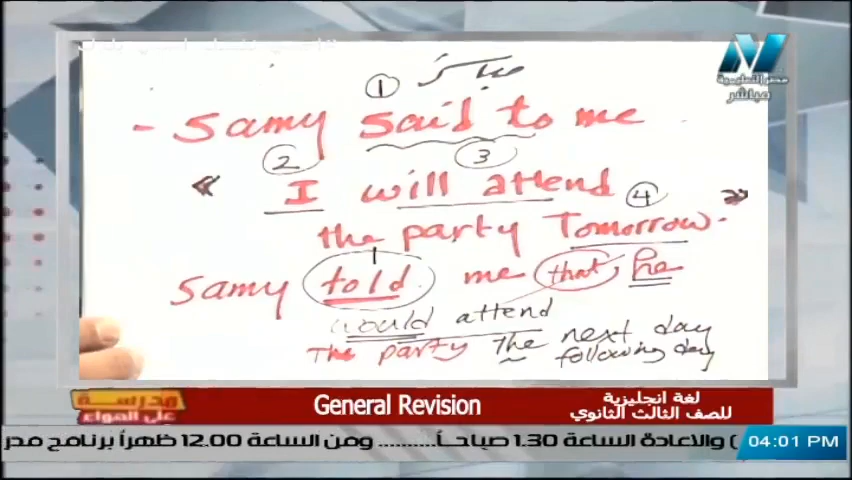 مصر التعليمية
مباشر
مباشر
①
- Samy said to me
② ③
« I will attend ④ »
the party Tomorrow.
Samy told me that he
would attend
The party The next day
following day
مدرسة
على الهواء
General Revision
لغة انجليزية
للصف الثالث الثانوي
) والاعادة الساعة 1.30 صباحـاً......... ومن الساعة 12.00 ظهراً برنامج مدر
04:01 PM